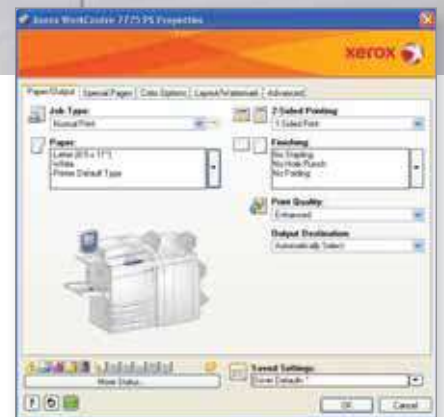 Xerox WorkCentre 7775 PS Properties
xerox
Paper/Output
Special Pages
Color Options
Layout/Watermark
Advanced
Job Type:
Normal Print
2-Sided Printing
1 Sided Print
Paper:
Letter (8.5 x 11")
White
Printer Default Type
Finishing:
No Stapling
No Hole Punch
No Folding
Print Quality:
Enhanced
Output Destination:
Automatically Select
More Status...
Saved Settings:
Driver Defaults *
?
OK
Cancel